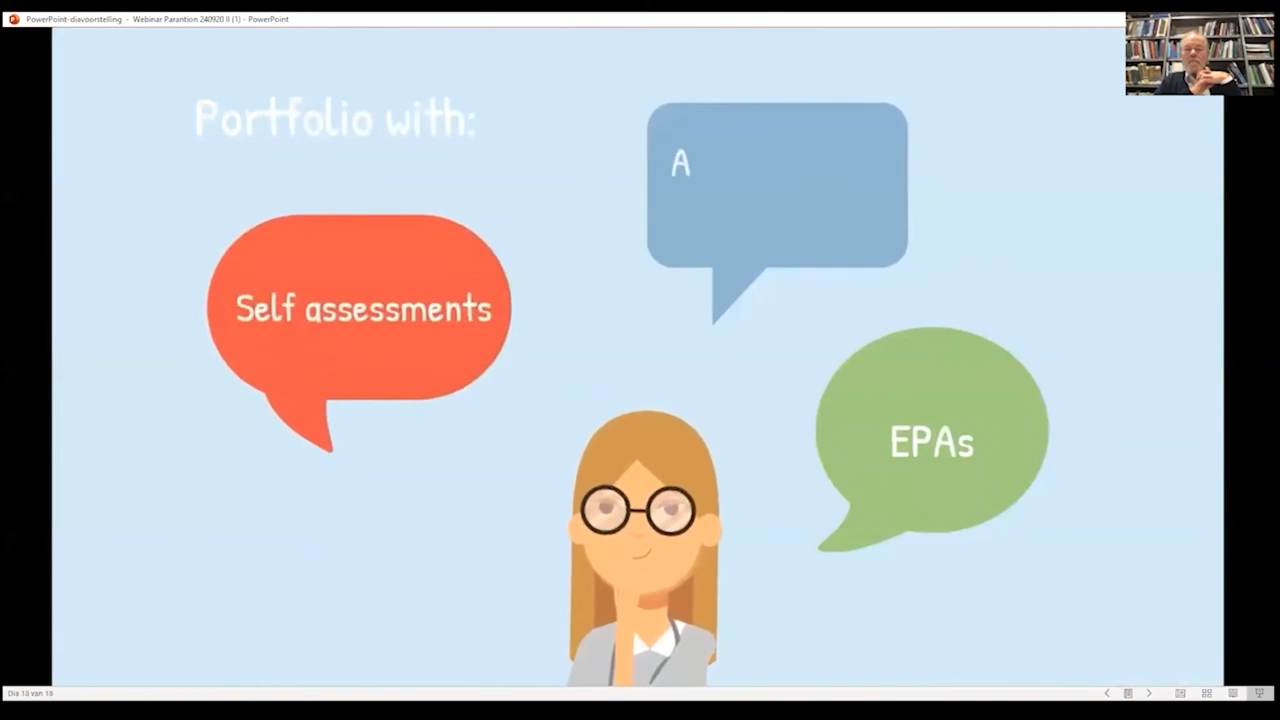 PowerPoint-diavoorstelling - Webinar Parantion 240920 II (1) - PowerPoint
Portfolio with:
A
Self assessments
EPAs
Dia 18 van 18